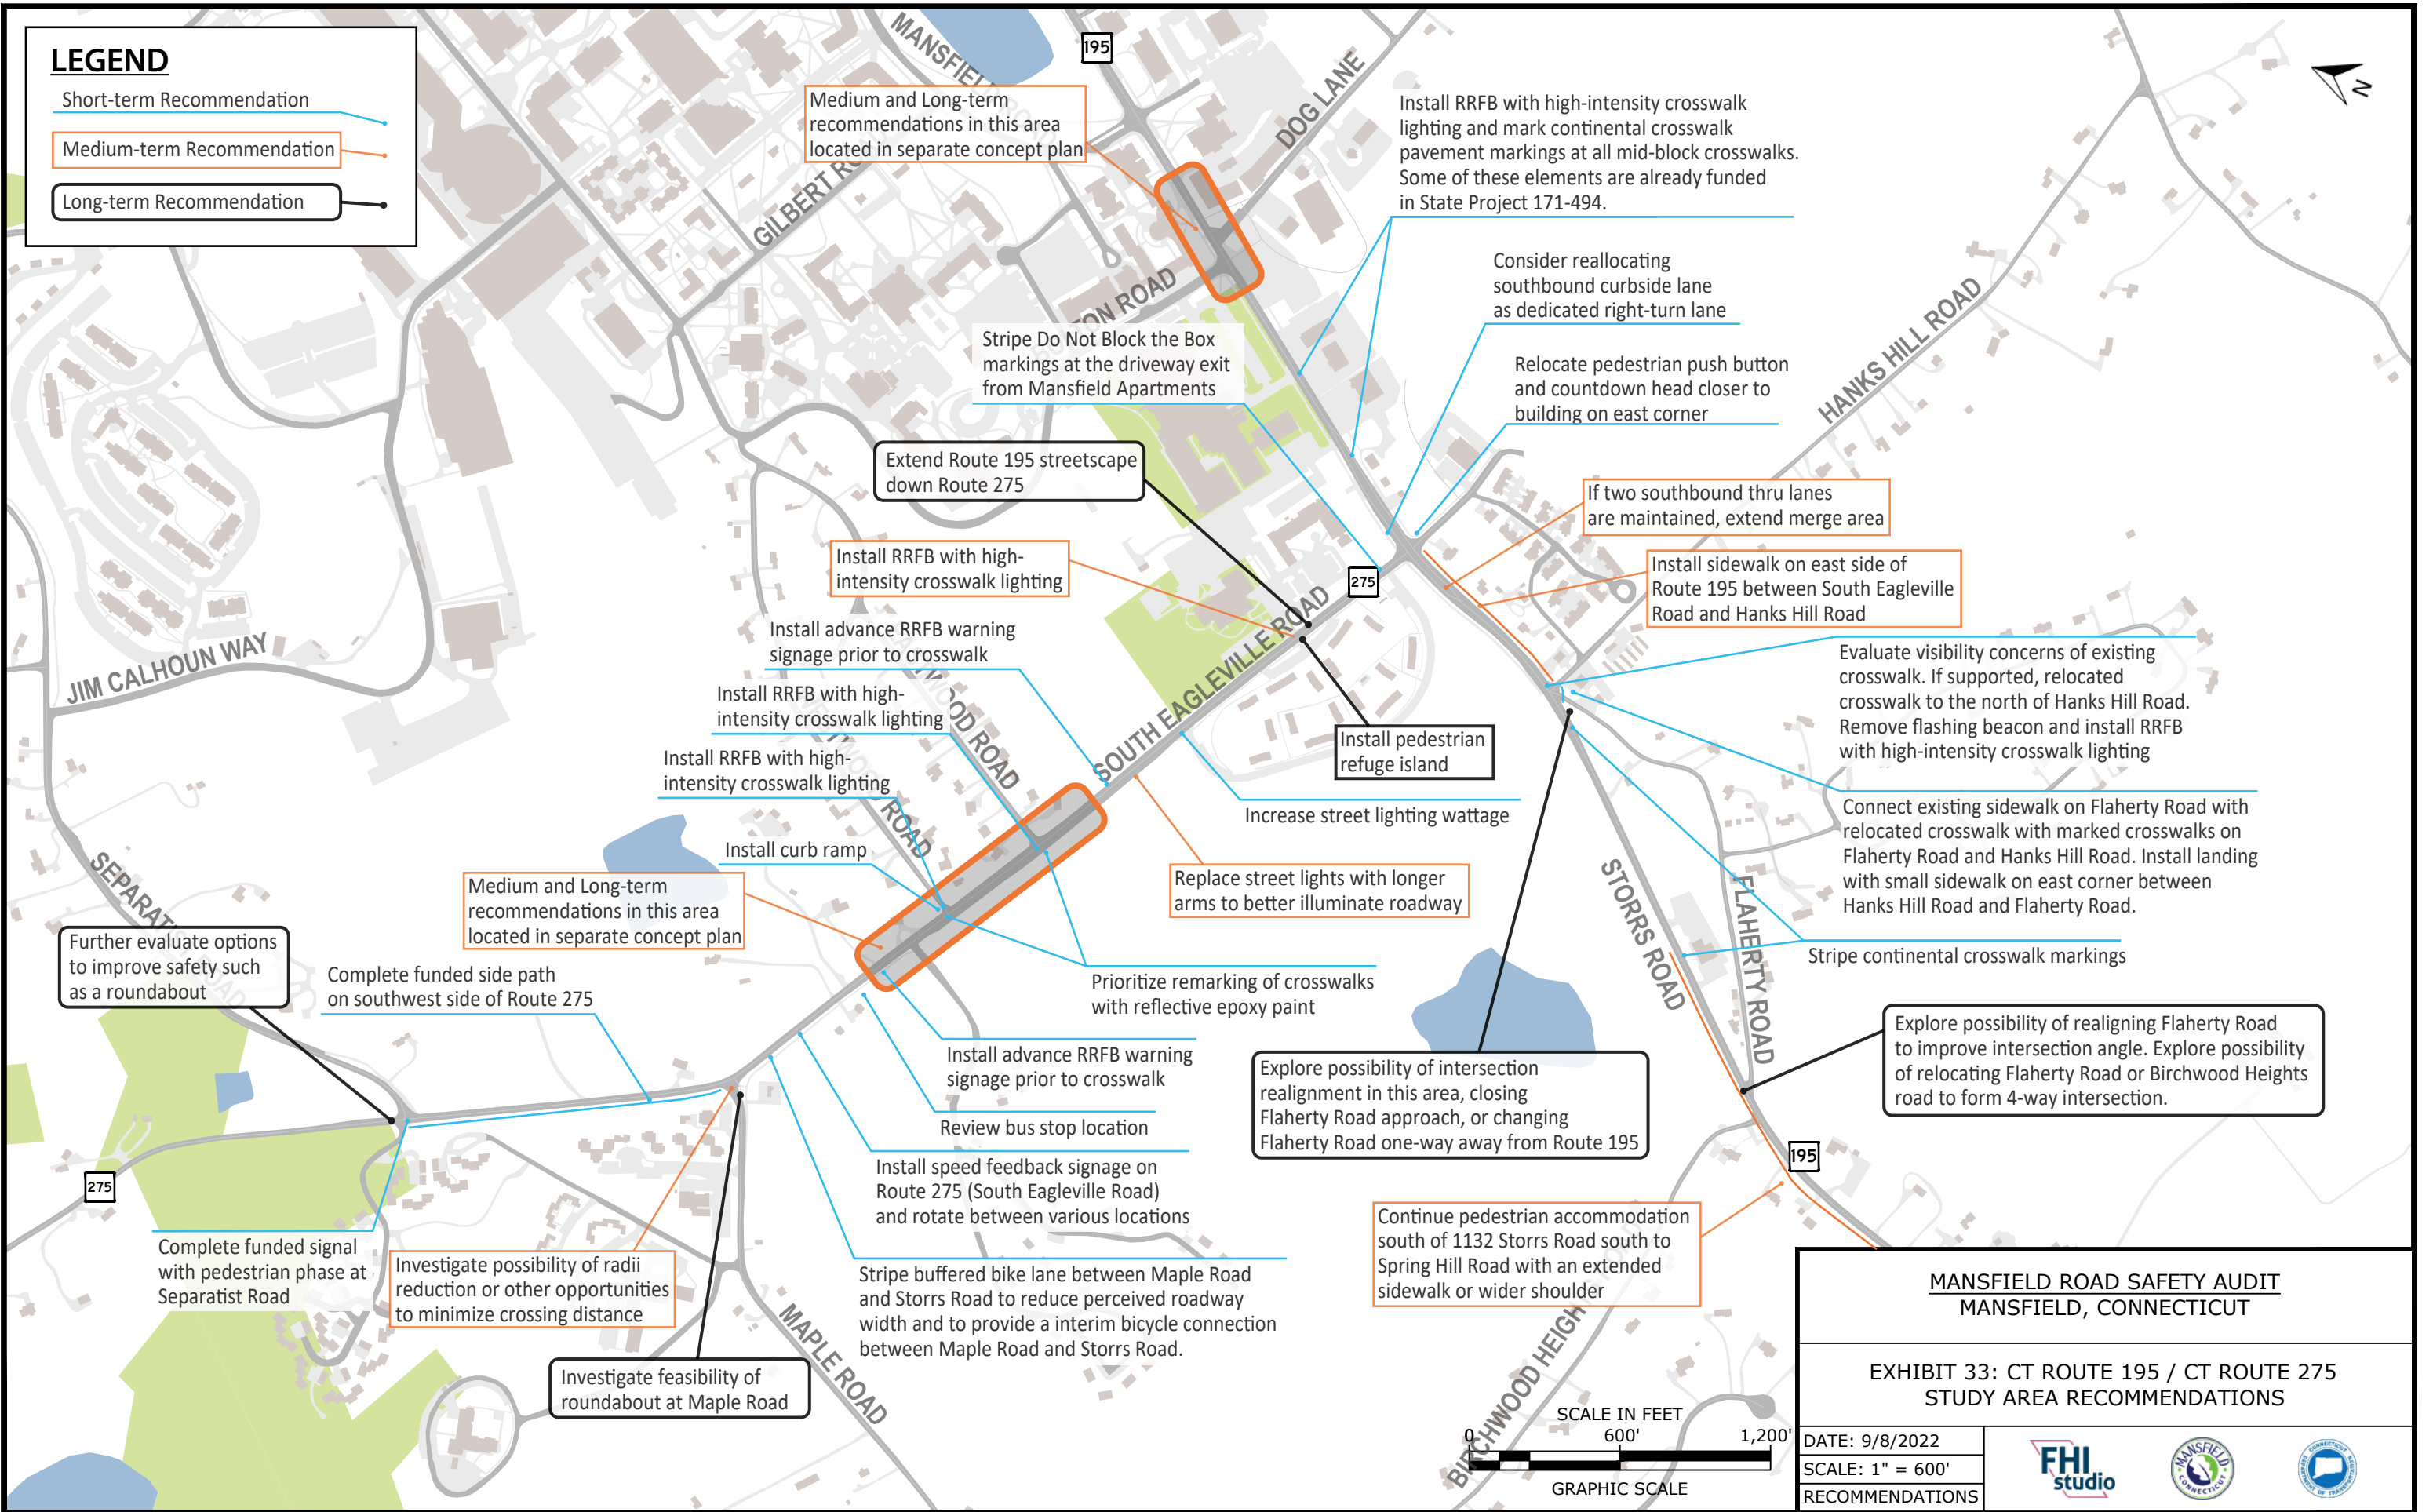 LEGEND
Short-term Recommendation
Medium-term Recommendation
Long-term Recommendation
MANSFIELD
195
DOG LANE
GILBERT RO
Medium and Long-term
recommendations in this area
located in separate concept plan
Install RRFB with high-intensity crosswalk
lighting and mark continental crosswalk
pavement markings at all mid-block crosswalks.
Some of these elements are already funded
in State Project 171-494.
N
Consider reallocating
southbound curbside lane
as dedicated right-turn lane
TON ROAD
Stripe Do Not Block the Box
markings at the driveway exit
from Mansfield Apartments
Relocate pedestrian push button
and countdown head closer to
building on east corner
HANKS HILL ROAD
Extend Route 195 streetscape
down Route 275
If two southbound thru lanes
are maintained, extend merge area
Install RRFB with high-
intensity crosswalk lighting
275
Install sidewalk on east side of
Route 195 between South Eagleville
Road and Hanks Hill Road
Install advance RRFB warning
signage prior to crosswalk
JIM CALHOUN WAY
SOUTH EAGLEVILLE ROAD
Evaluate visibility concerns of existing
crosswalk. If supported, relocated
crosswalk to the north of Hanks Hill Road.
Remove flashing beacon and install RRFB
with high-intensity crosswalk lighting
Install RRFB with high-
intensity crosswalk lighting
WOOD ROAD
Install pedestrian
refuge island
Install RRFB with high-
intensity crosswalk lighting
ROAD
Increase street lighting wattage
Connect existing sidewalk on Flaherty Road with
relocated crosswalk with marked crosswalks on
Flaherty Road and Hanks Hill Road. Install landing
with small sidewalk on east corner between
Hanks Hill Road and Flaherty Road.
Install curb ramp
SEPARATIST ROAD
Medium and Long-term
recommendations in this area
located in separate concept plan
Replace street lights with longer
arms to better illuminate roadway
STORRS ROAD
FLAHERTY ROAD
Stripe continental crosswalk markings
Further evaluate options
to improve safety such
as a roundabout
Complete funded side path
on southwest side of Route 275
Prioritize remarking of crosswalks
with reflective epoxy paint
Install advance RRFB warning
signage prior to crosswalk
Explore possibility of intersection
realignment in this area, closing
Flaherty Road approach, or changing
Flaherty Road one-way away from Route 195
Explore possibility of realigning Flaherty Road
to improve intersection angle. Explore possibility
of relocating Flaherty Road or Birchwood Heights
road to form 4-way intersection.
Review bus stop location
195
275
Install speed feedback signage on
Route 275 (South Eagleville Road)
and rotate between various locations
Continue pedestrian accommodation
south of 1132 Storrs Road south to
Spring Hill Road with an extended
sidewalk or wider shoulder
Complete funded signal
with pedestrian phase at
Separatist Road
Investigate possibility of radii
reduction or other opportunities
to minimize crossing distance
Stripe buffered bike lane between Maple Road
and Storrs Road to reduce perceived roadway
width and to provide a interim bicycle connection
between Maple Road and Storrs Road.
MAPLE ROAD
Investigate feasibility of
roundabout at Maple Road
BIRCHWOOD HEIGH
SCALE IN FEET
0 600' 1,200'
GRAPHIC SCALE
MANSFIELD ROAD SAFETY AUDIT
MANSFIELD, CONNECTICUT
EXHIBIT 33: CT ROUTE 195 / CT ROUTE 275
STUDY AREA RECOMMENDATIONS
DATE: 9/8/2022
SCALE: 1" = 600'
RECOMMENDATIONS
FHI
studio
MANSFIELD
CONNECTICUT
CONNECTICUT
DEPARTMENT OF TRANSPORTATION